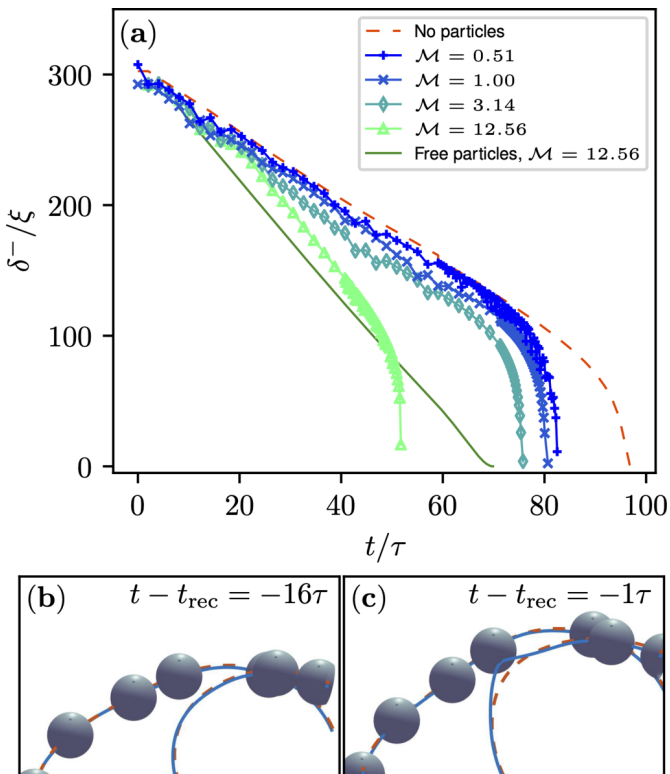 (a)
No particles
ℳ = 0.51
ℳ = 1.00
ℳ = 3.14
ℳ = 12.56
Free particles, ℳ = 12.56
300
200
100
0
δ⁻/ξ
0 20 40 60 80 100
t/τ
(b) t − t_rec = −16τ
(c) t − t_rec = −1τ